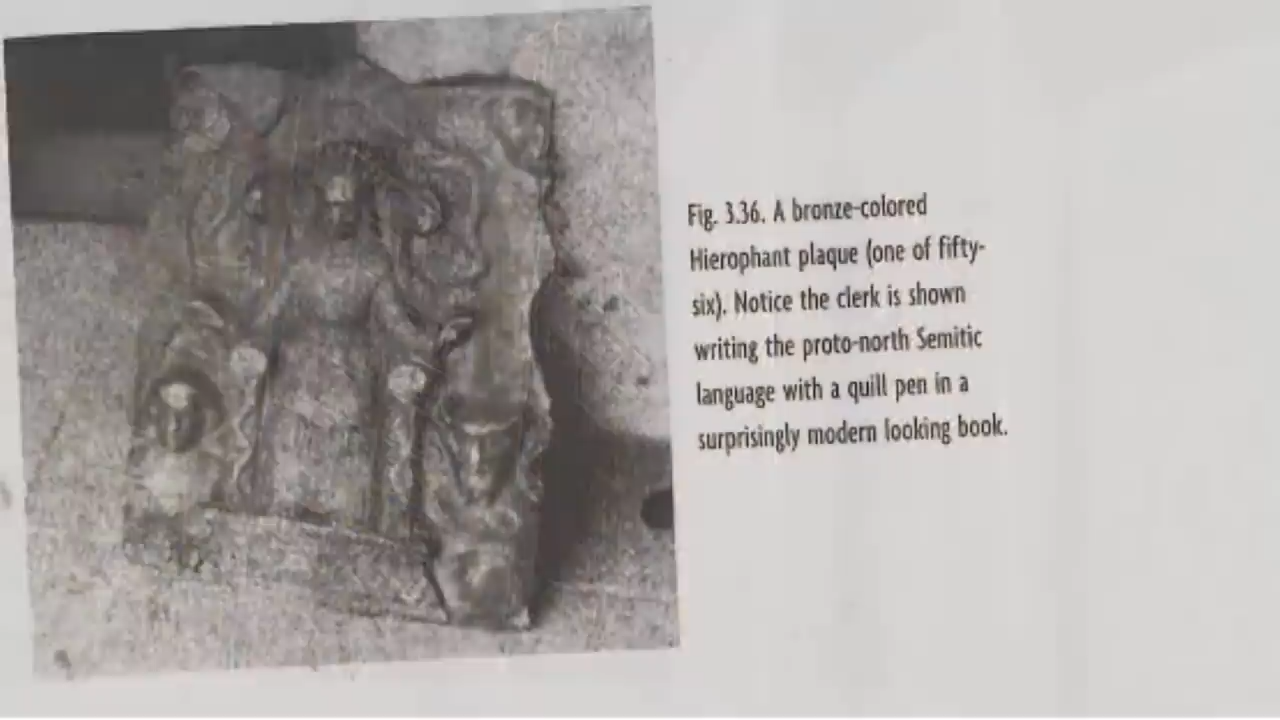 Fig. 3.36. A bronze-colored
Hierophant plaque (one of fifty-
six). Notice the clerk is shown
writing the proto-north Semitic
language with a quill pen in a
surprisingly modern looking book.